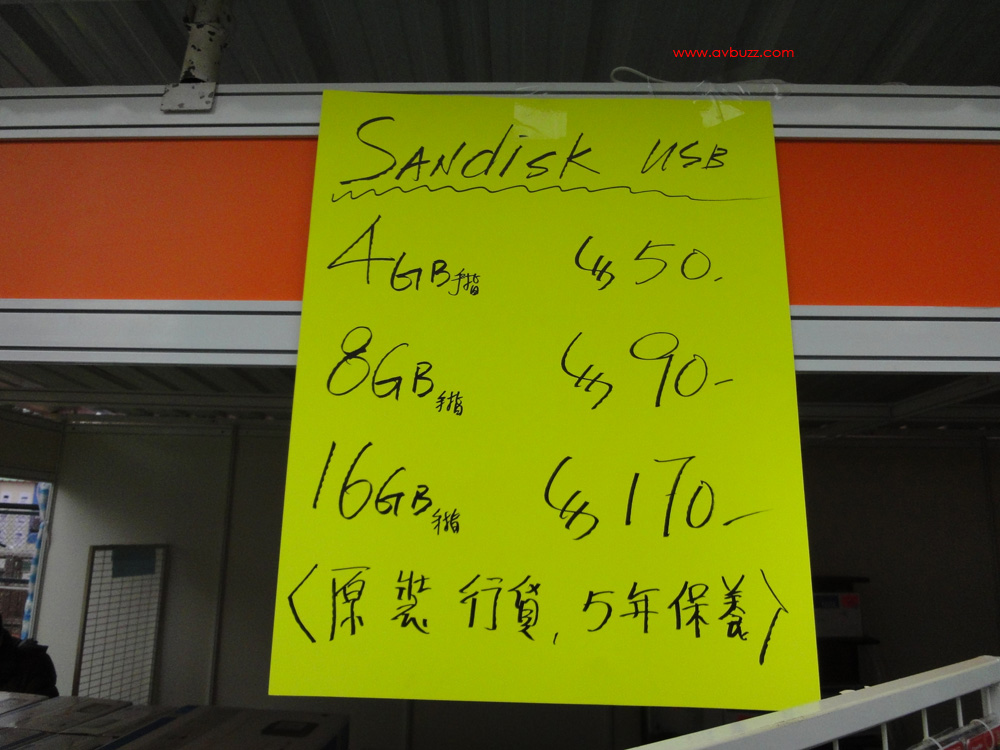 www.avbuzz.com
SANdisk USB
4GB手指 $50.
8GB手指 $90-
16GB手指 $170-
〈原裝行貨, 5年保養〉